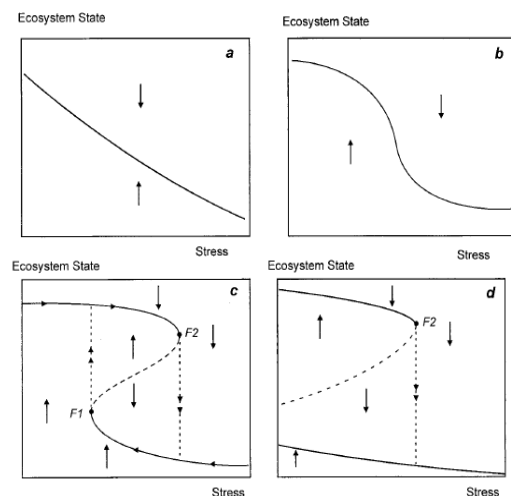 Ecosystem State
a
Stress
Ecosystem State
b
Stress
Ecosystem State
c
F2
F1
Stress
Ecosystem State
d
F2
Stress